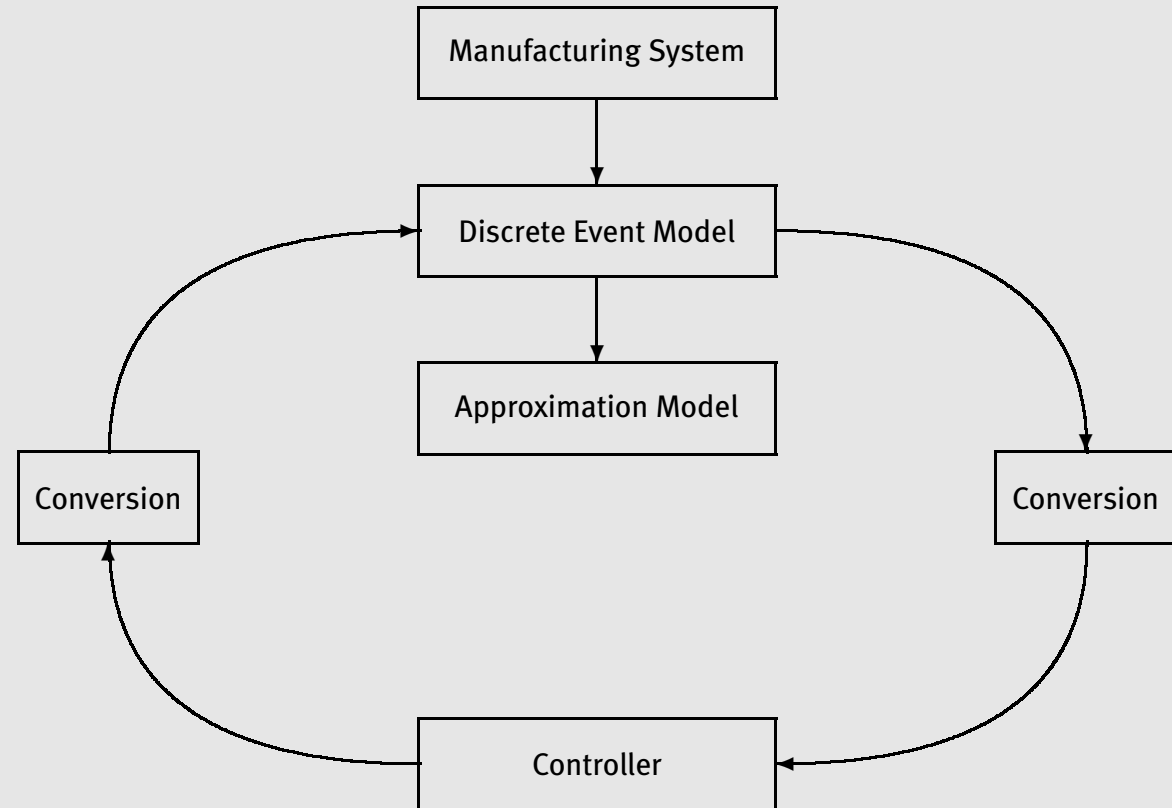 Manufacturing System
Discrete Event Model
Approximation Model
Conversion
Conversion
Controller